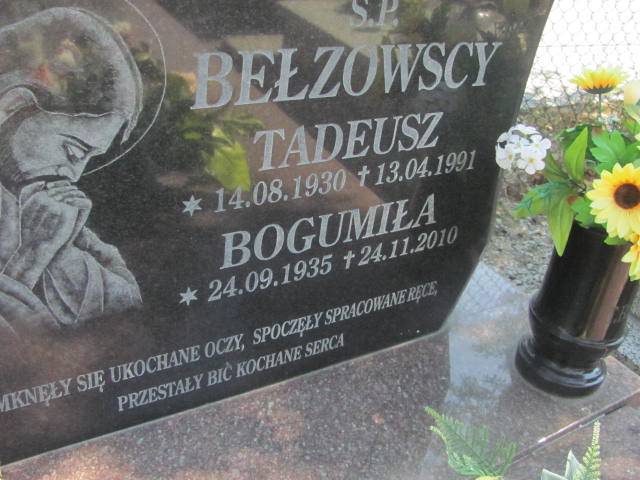 Ś.P.
BEŁZOWSCY
TADEUSZ
* 14.08.1930 † 13.04.1991
BOGUMIŁA
* 24.09.1935 † 24.11.2010
SIĘ UKOCHANE OCZY, SPOCZĘŁY SPRACOWANE RĘCE,
PRZESTAŁY BIĆ KOCHANE SERCA